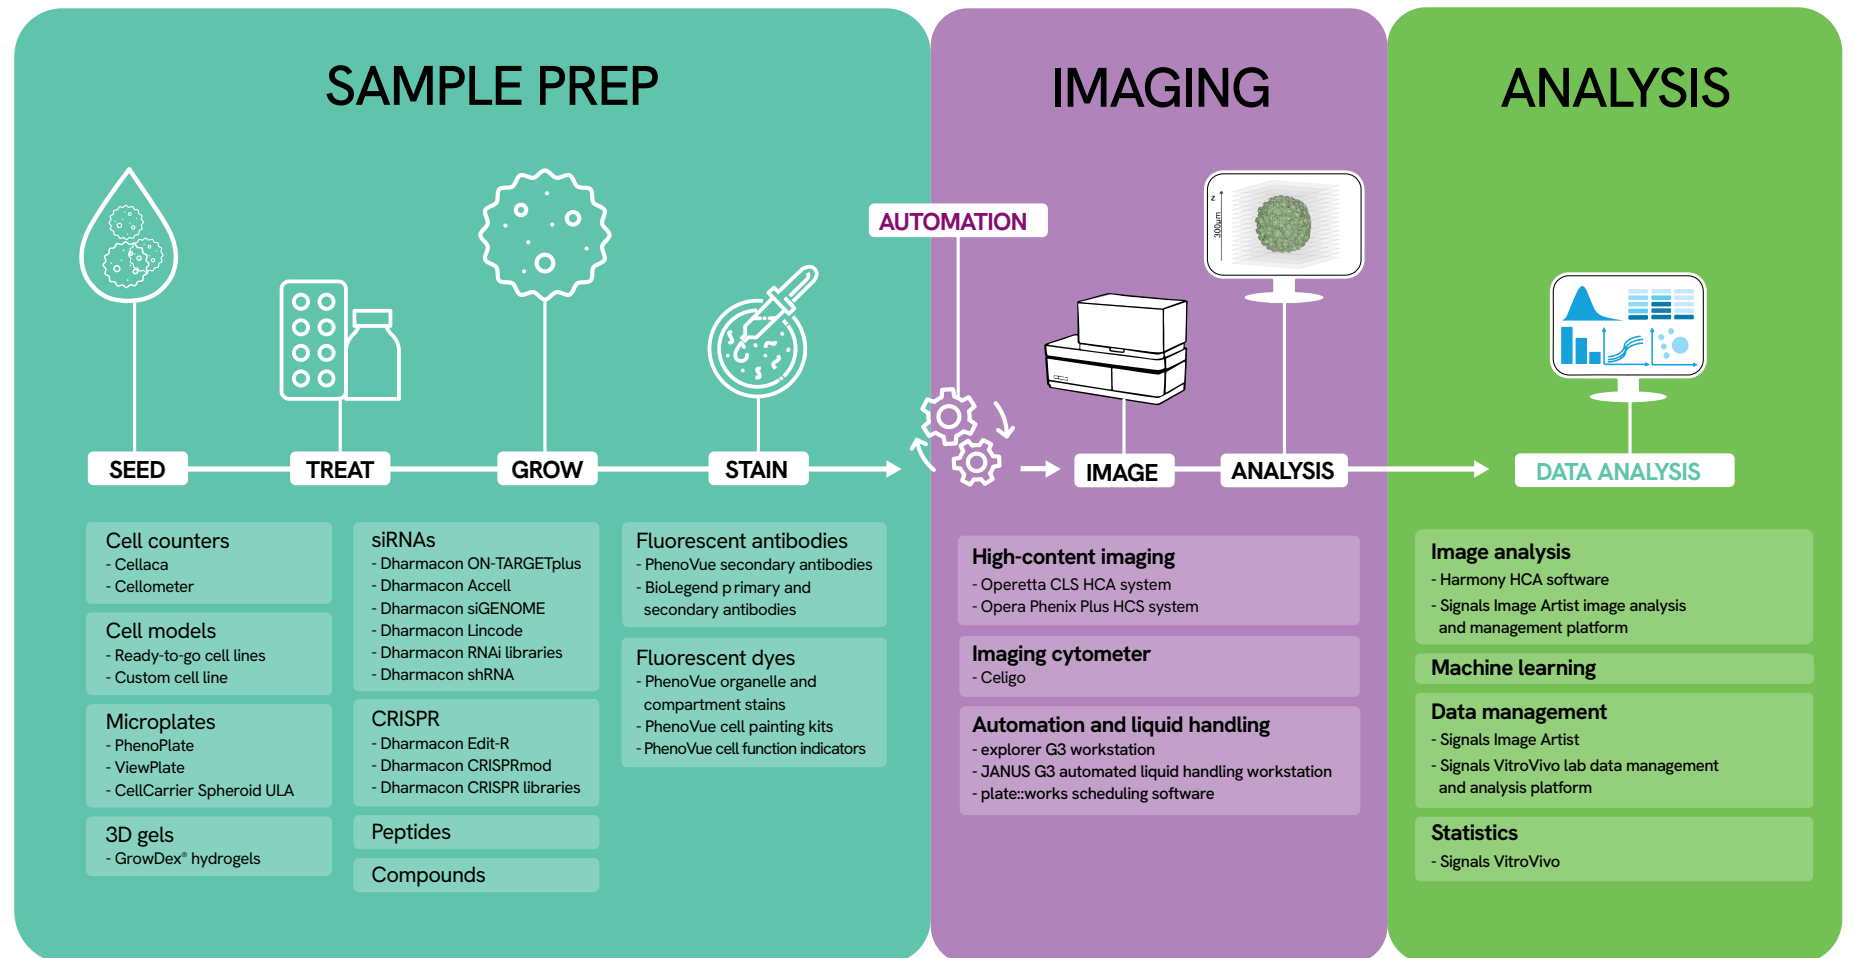 SAMPLE PREP
IMAGING
ANALYSIS
AUTOMATION
z
300µm
SEED
TREAT
GROW
STAIN
IMAGE
ANALYSIS
DATA ANALYSIS
Cell counters
- Cellaca
- Cellometer
Cell models
- Ready-to-go cell lines
- Custom cell line
Microplates
- PhenoPlate
- ViewPlate
- CellCarrier Spheroid ULA
3D gels
- GrowDex® hydrogels
siRNAs
- Dharmacon ON-TARGETplus
- Dharmacon Accell
- Dharmacon siGENOME
- Dharmacon Lincode
- Dharmacon RNAi libraries
- Dharmacon shRNA
CRISPR
- Dharmacon Edit-R
- Dharmacon CRISPRmod
- Dharmacon CRISPR libraries
Peptides
Compounds
Fluorescent antibodies
- PhenoVue secondary antibodies
- BioLegend p rimary and
secondary antibodies
Fluorescent dyes
- PhenoVue organelle and
compartment stains
- PhenoVue cell painting kits
- PhenoVue cell function indicators
High-content imaging
- Operetta CLS HCA system
- Opera Phenix Plus HCS system
Imaging cytometer
- Celigo
Automation and liquid handling
- explorer G3 workstation
- JANUS G3 automated liquid handling workstation
- plate::works scheduling software
Image analysis
- Harmony HCA software
- Signals Image Artist image analysis
and management platform
Machine learning
Data management
- Signals Image Artist
- Signals VitroVivo lab data management
and analysis platform
Statistics
- Signals VitroVivo